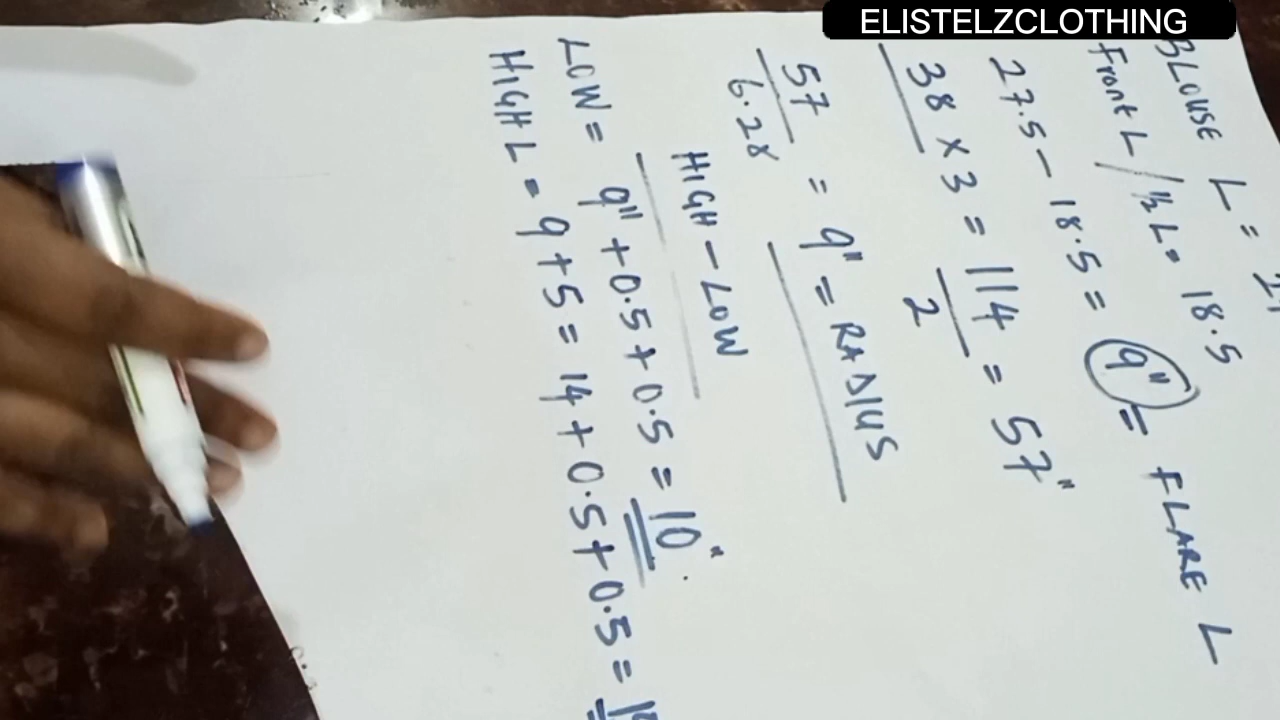 ELISTELZCLOTHING
BLOUSE L =
Front L / ½ L = 18.5
27.5 - 18.5 = 9" = FLARE L
38 x 3 = 114 = 57"
2
57 = 9" = RADIUS
6.28
HIGH - LOW
LOW = 9" + 0.5 + 0.5 = 10".
HIGH L = 9 + 5 = 14 + 0.5 + 0.5 =